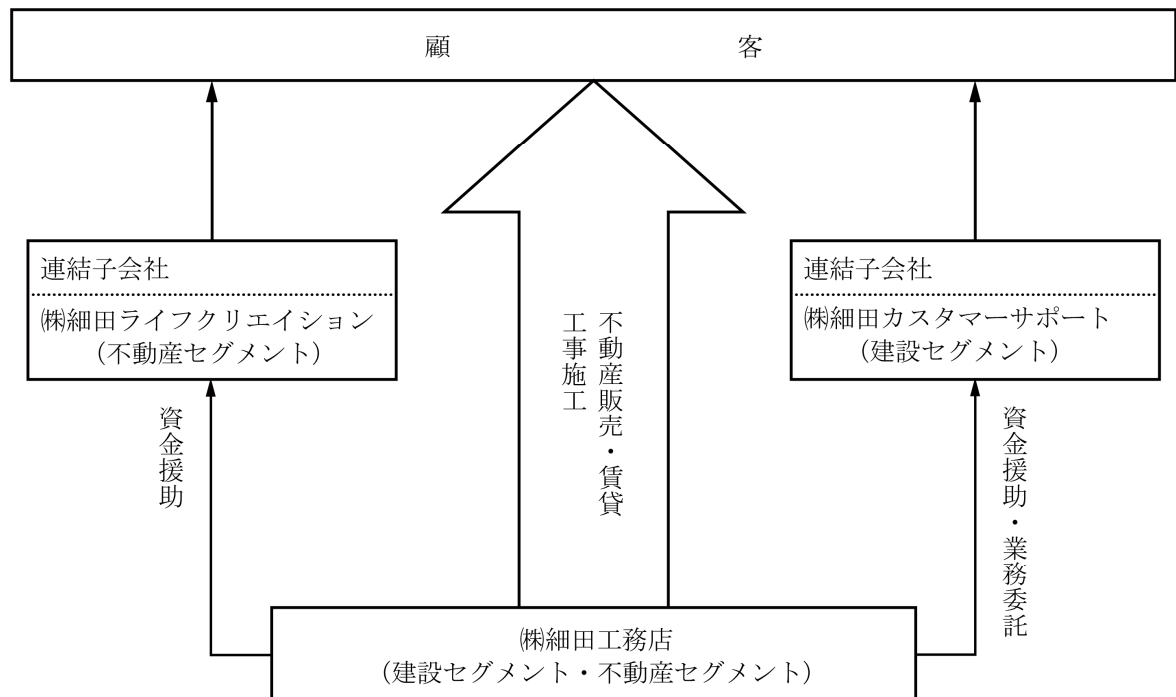 顧客
連結子会社
㈱細田ライフクリエイション
（不動産セグメント）
不動産販売・賃貸
工事施工
連結子会社
㈱細田カスタマーサポート
（建設セグメント）
資金援助
資金援助・業務委託
㈱細田工務店
（建設セグメント・不動産セグメント）